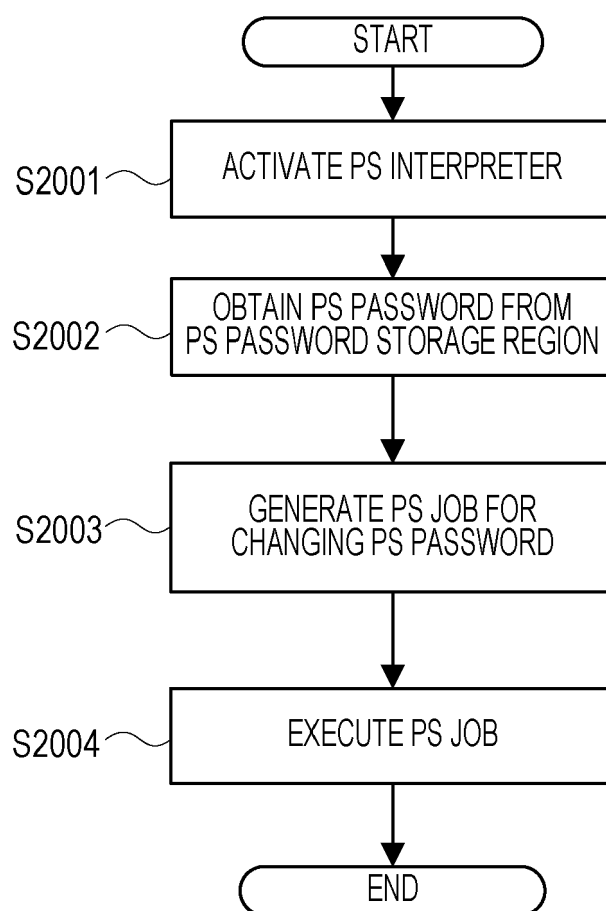 START
S2001
ACTIVATE PS INTERPRETER
S2002
OBTAIN PS PASSWORD FROM
PS PASSWORD STORAGE REGION
S2003
GENERATE PS JOB FOR
CHANGING PS PASSWORD
S2004
EXECUTE PS JOB
END